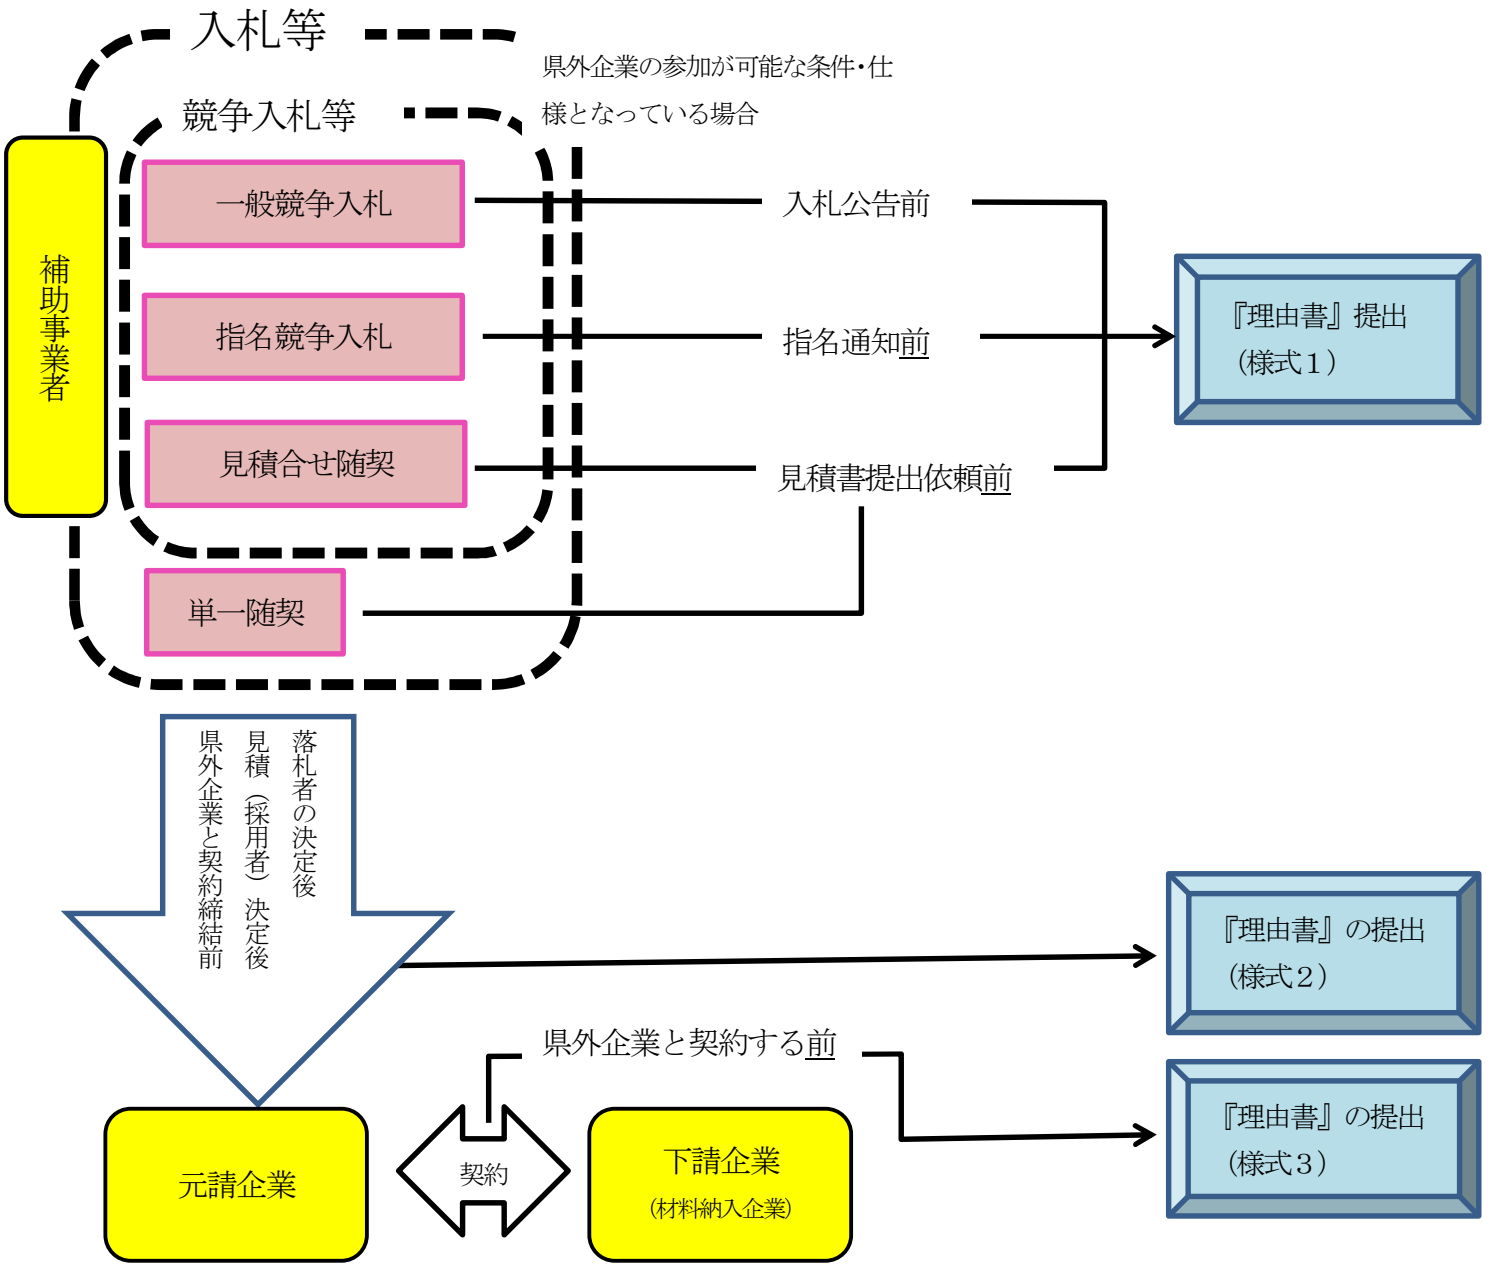 入札等
県外企業の参加が可能な条件・仕
様となっている場合
競争入札等
補助事業者
一般競争入札
入札公告前
指名競争入札
指名通知前
『理由書』提出
（様式１）
見積合せ随契
見積書提出依頼前
単一随契
落札者の決定後
見積（採用者）決定後
県外企業と契約締結前
『理由書』の提出
（様式２）
県外企業と契約する前
『理由書』の提出
（様式３）
元請企業
契約
下請企業
（材料納入企業）